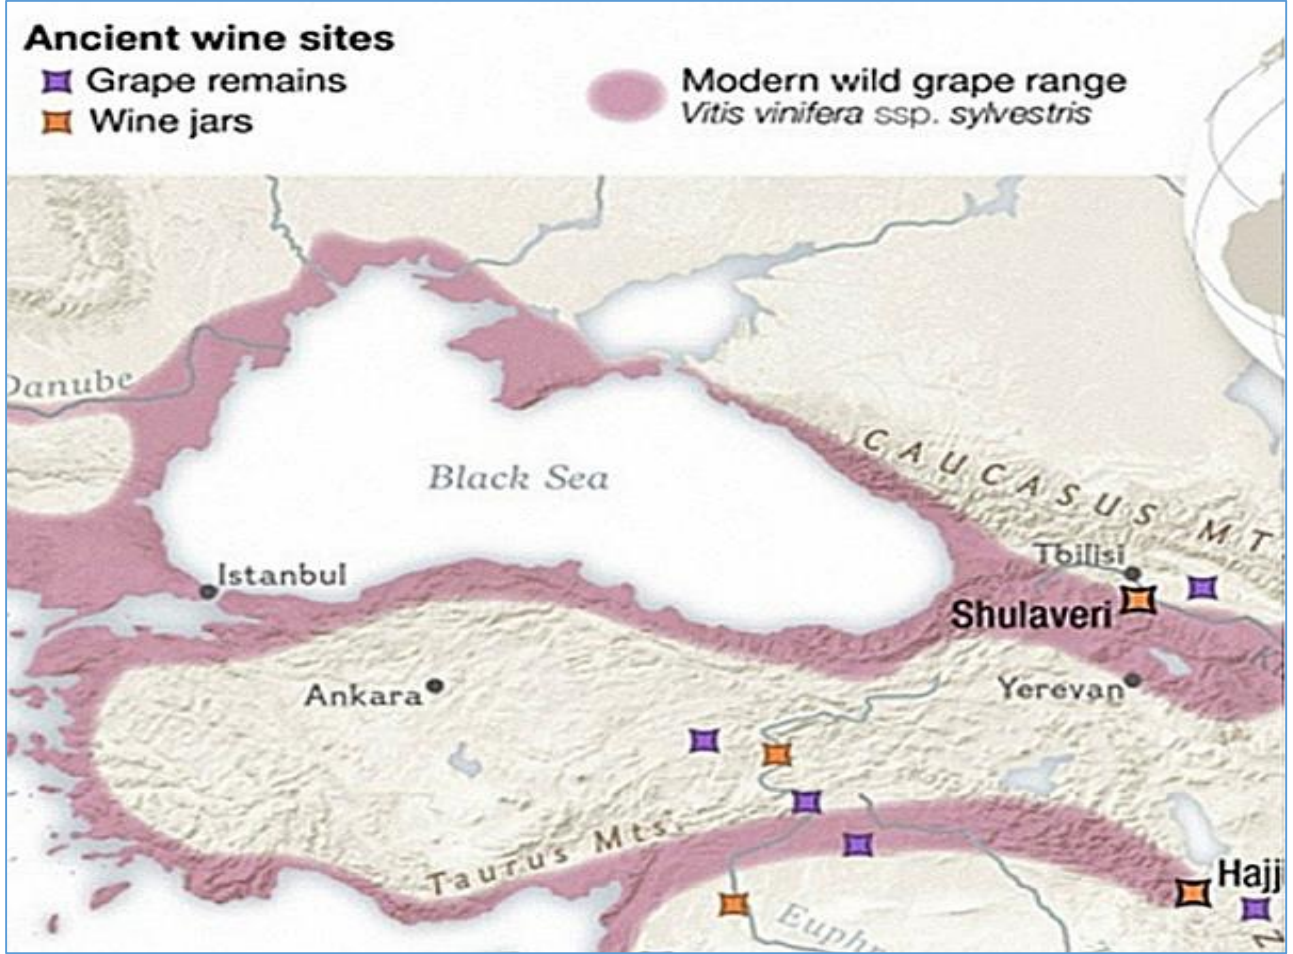 Ancient wine sites
Grape remains
Wine jars
Modern wild grape range
Vitis vinifera ssp. sylvestris
Danube
CAUCASUS MT
Black Sea
Tbilisi
Istanbul
Shulaveri
Ankara
Yerevan
Taurus Mts.
Hajj
Euphr